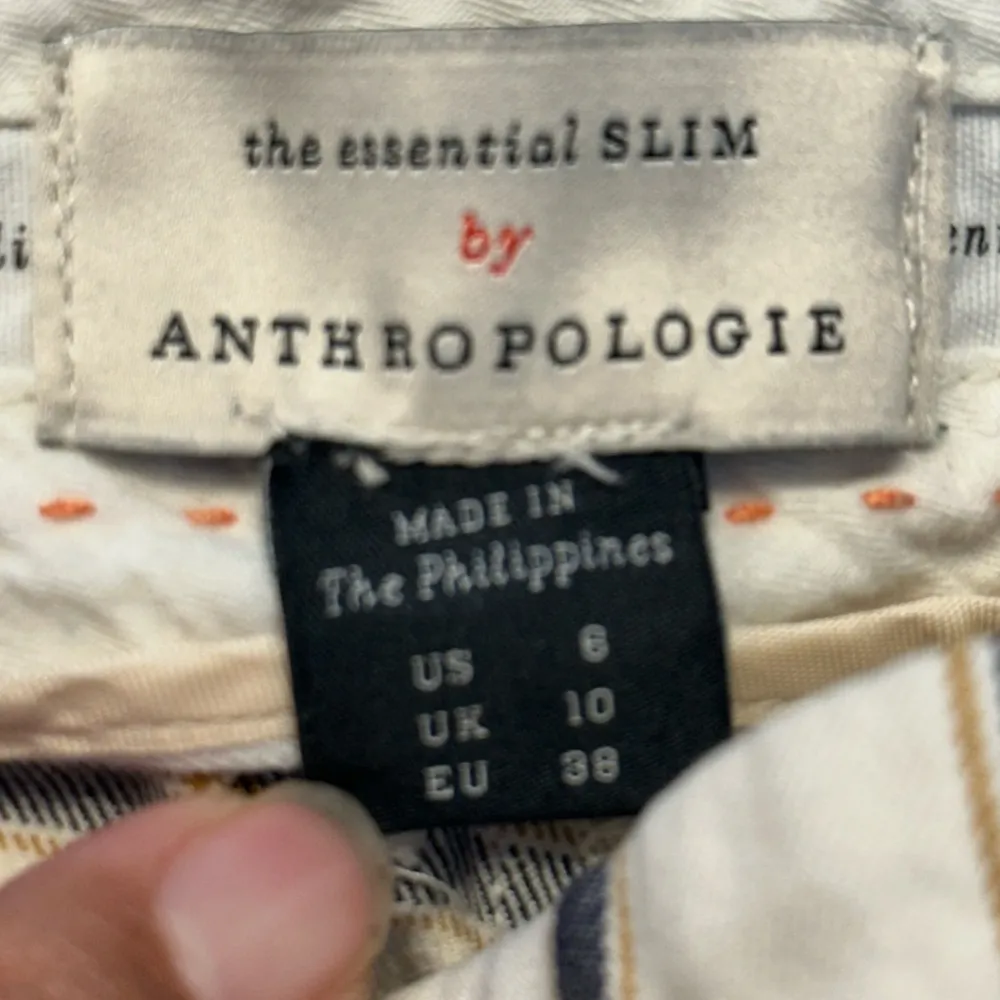 the essential SLIM
by
ANTHROPOLOGIE
MADE IN
The Philippines
US 6
UK 10
EU 38